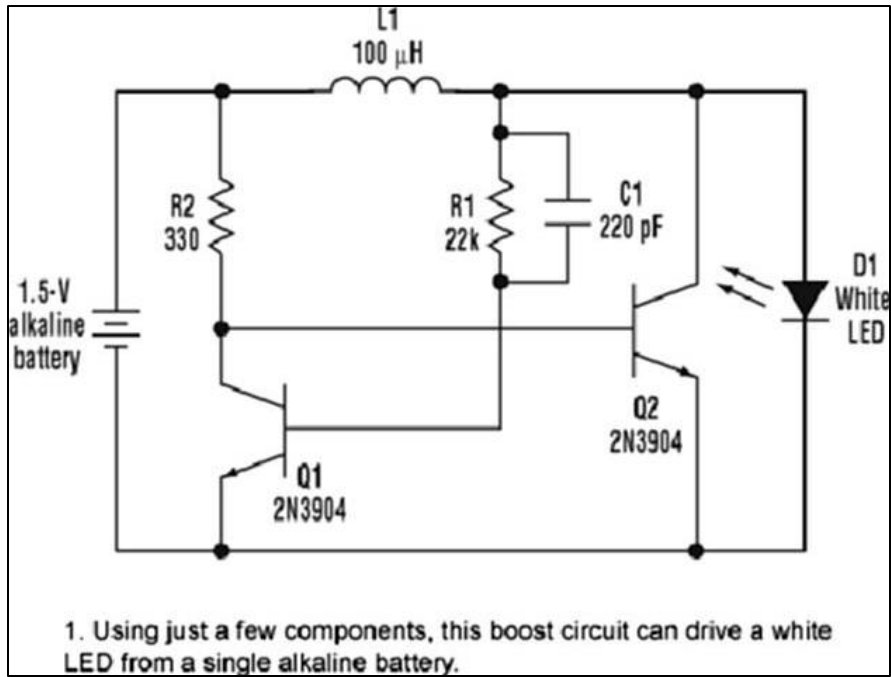 L1
100 μH
R2
330
R1
22k
C1
220 pF
1.5-V
alkaline
battery
D1
White
LED
Q2
2N3904
Q1
2N3904
1. Using just a few components, this boost circuit can drive a white
LED from a single alkaline battery.